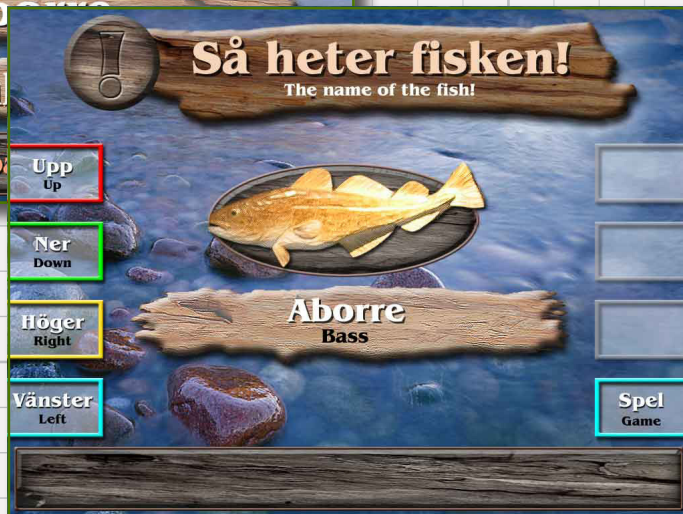 Så heter fisken!
The name of the fish!
Upp
Up
Ner
Down
Höger
Right
Vänster
Left
Aborre
Bass
Spel
Game